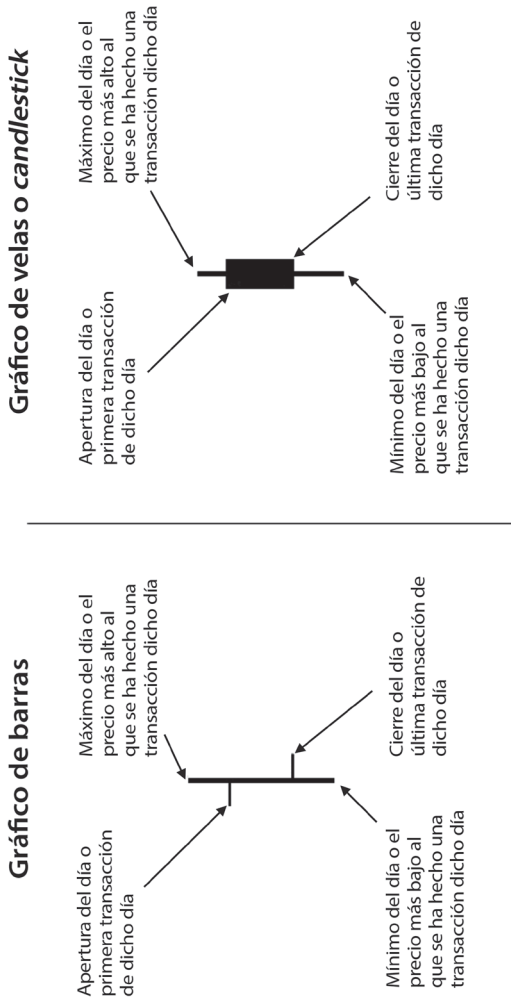 Gráfico de barras
Apertura del día o
primera transacción
de dicho día
Máximo del día o el
precio más alto al
que se ha hecho una
transacción dicho día
Mínimo del día o el
precio más bajo al
que se ha hecho una
transacción dicho día
Cierre del día o
última transacción de
dicho día
Gráfico de velas o candlestick
Apertura del día o
primera transacción
de dicho día
Máximo del día o el
precio más alto al
que se ha hecho una
transacción dicho día
Mínimo del día o el
precio más bajo al
que se ha hecho una
transacción dicho día
Cierre del día o
última transacción de
dicho día